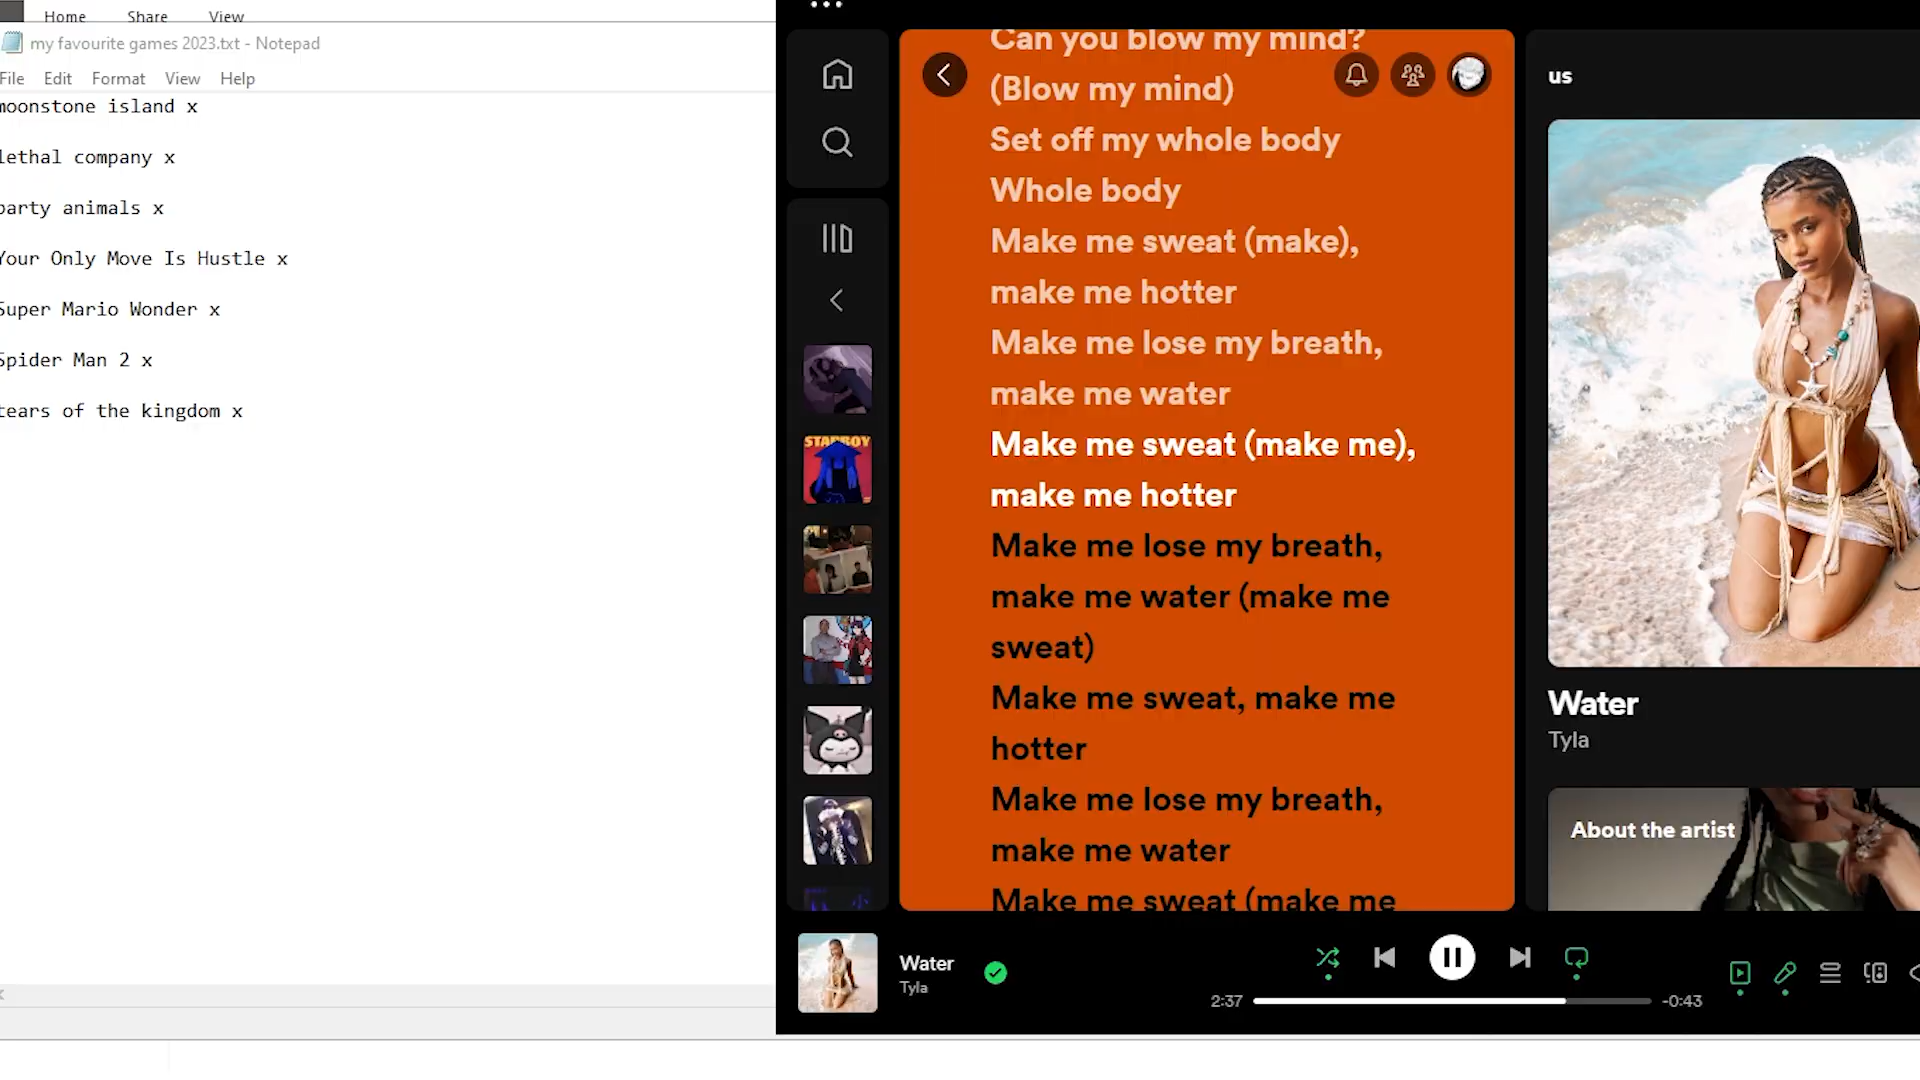 Home Share View
my favourite games 2023.txt - Notepad
File Edit Format View Help
moonstone island x
lethal company x
party animals x
Your Only Move Is Hustle x
Super Mario Wonder x
Spider Man 2 x
tears of the kingdom x
Can you blow my mind?
(Blow my mind)
Set off my whole body
Whole body
Make me sweat (make),
make me hotter
Make me lose my breath,
make me water
Make me sweat (make me),
make me hotter
Make me lose my breath,
make me water (make me
sweat)
Make me sweat, make me
hotter
Make me lose my breath,
make me water
Make me sweat (make me
STARBOY
us
Water
Tyla
About the artist
Water
Tyla
2:37
-0:43